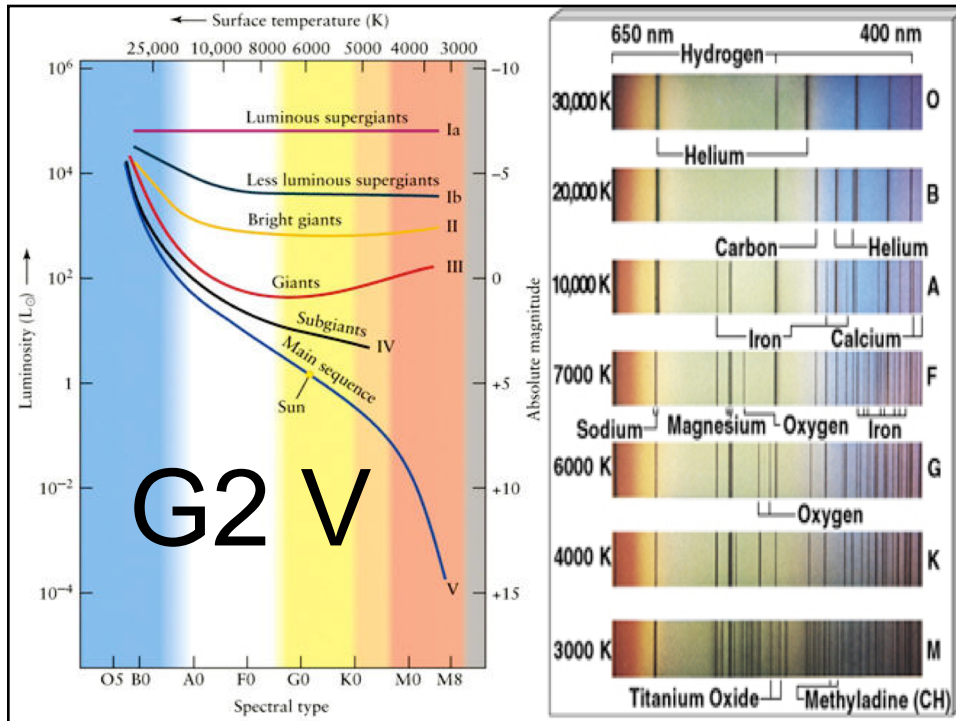 Surface temperature (K)
25,000 10,000 8000 6000 5000 4000 3000
10⁶
10⁴
10²
1
10⁻²
10⁻⁴
Luminosity (L☉)
−10
−5
0
+5
+10
+15
Absolute magnitude
Luminous supergiants Ia
Less luminous supergiants Ib
Bright giants II
Giants III
Subgiants IV
Main sequence
Sun
V
G2 V
O5 B0 A0 F0 G0 K0 M0 M8
Spectral type
650 nm 400 nm
Hydrogen
30,000 K O
Helium
20,000 K B
Carbon Helium
10,000 K A
Iron Calcium
7000 K F
Sodium Magnesium Oxygen Iron
6000 K G
Oxygen
4000 K K
3000 K M
Titanium Oxide Methyladine (CH)